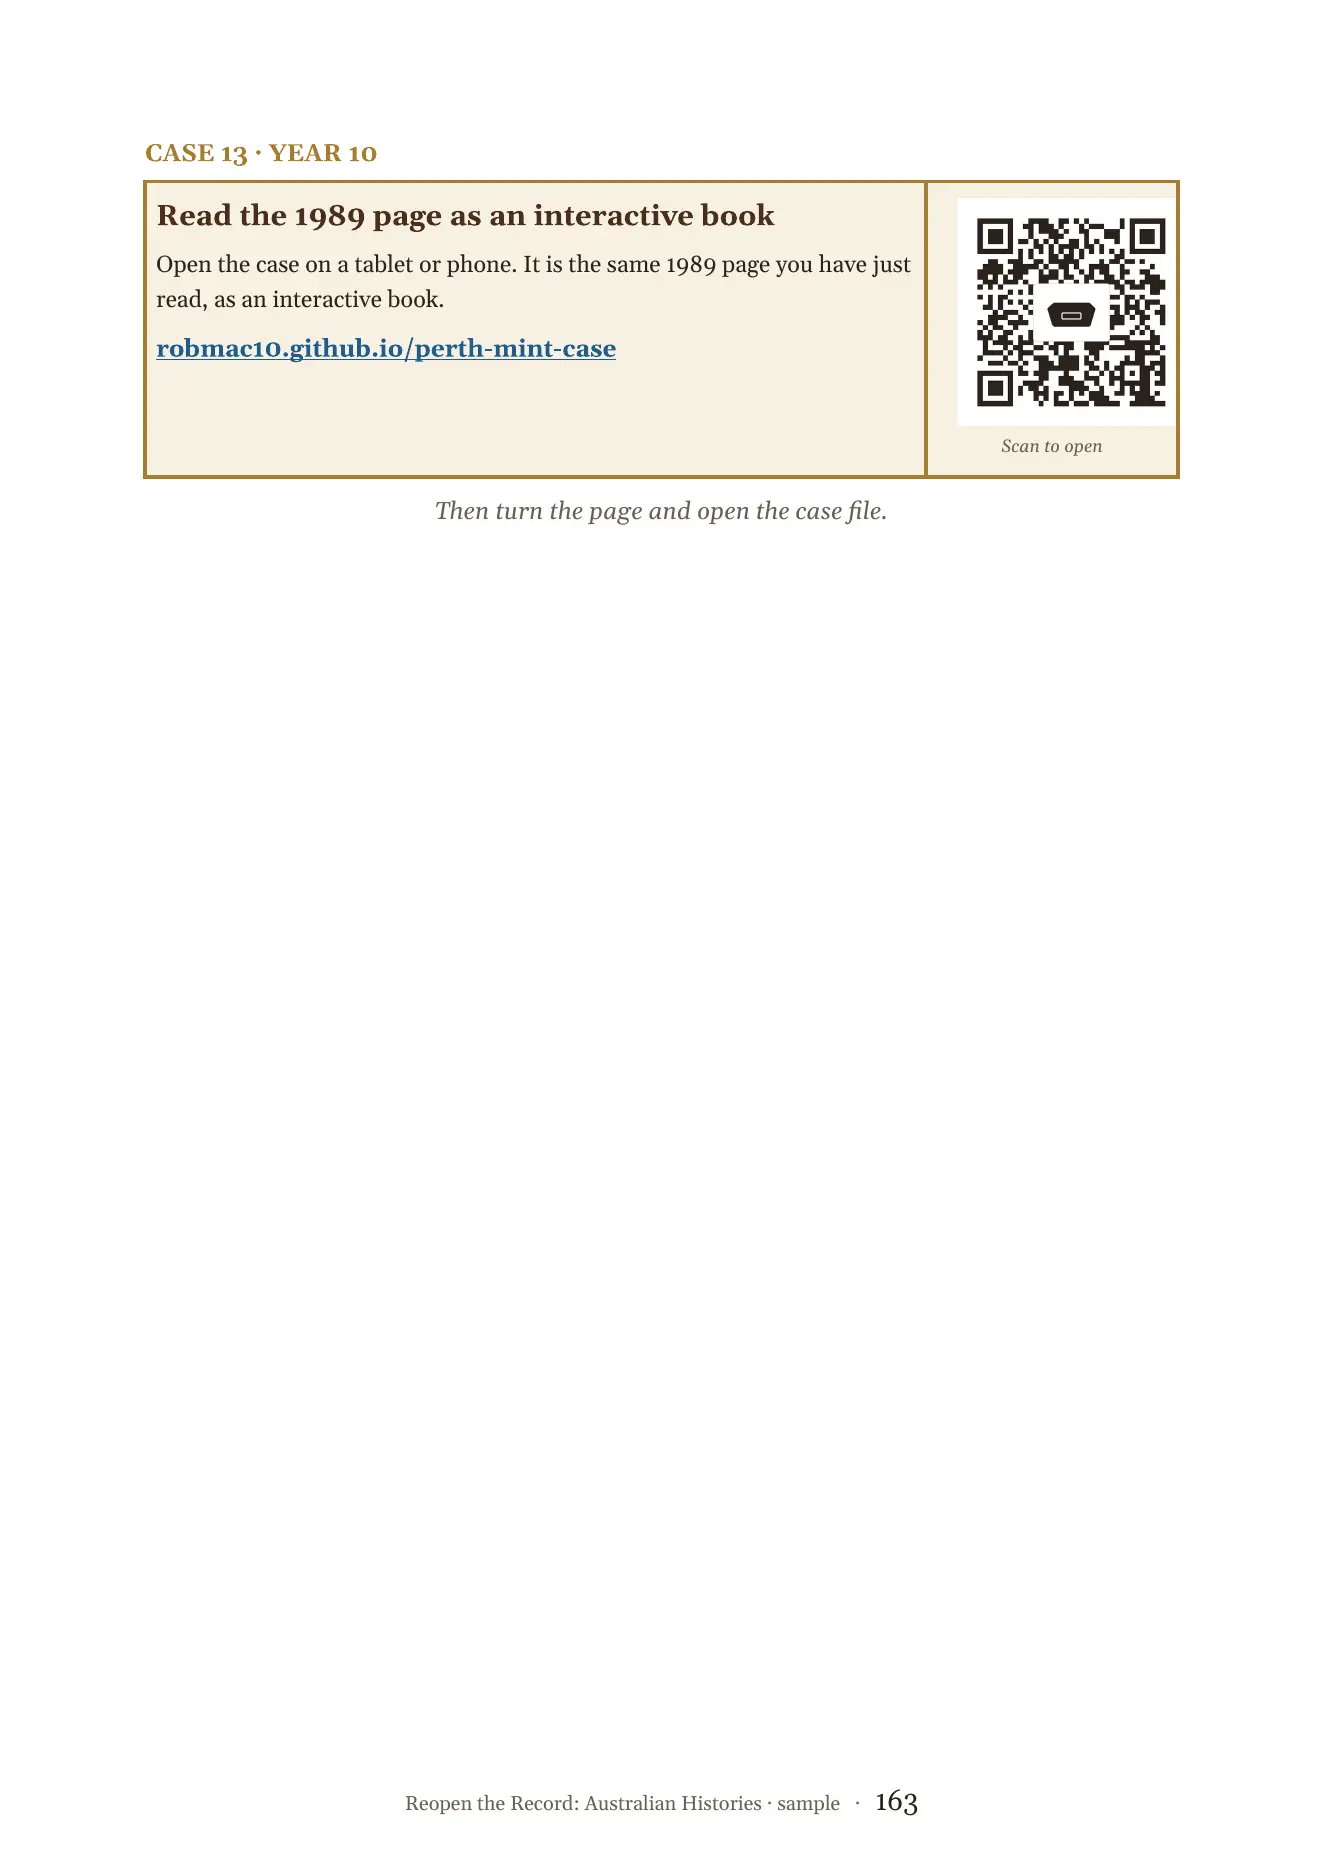 CASE 13 · YEAR 10
Read the 1989 page as an interactive book
Open the case on a tablet or phone. It is the same 1989 page you have just
read, as an interactive book.
robmac10.github.io/perth-mint-case
Scan to open
Then turn the page and open the case file.
Reopen the Record: Australian Histories · sample · 163